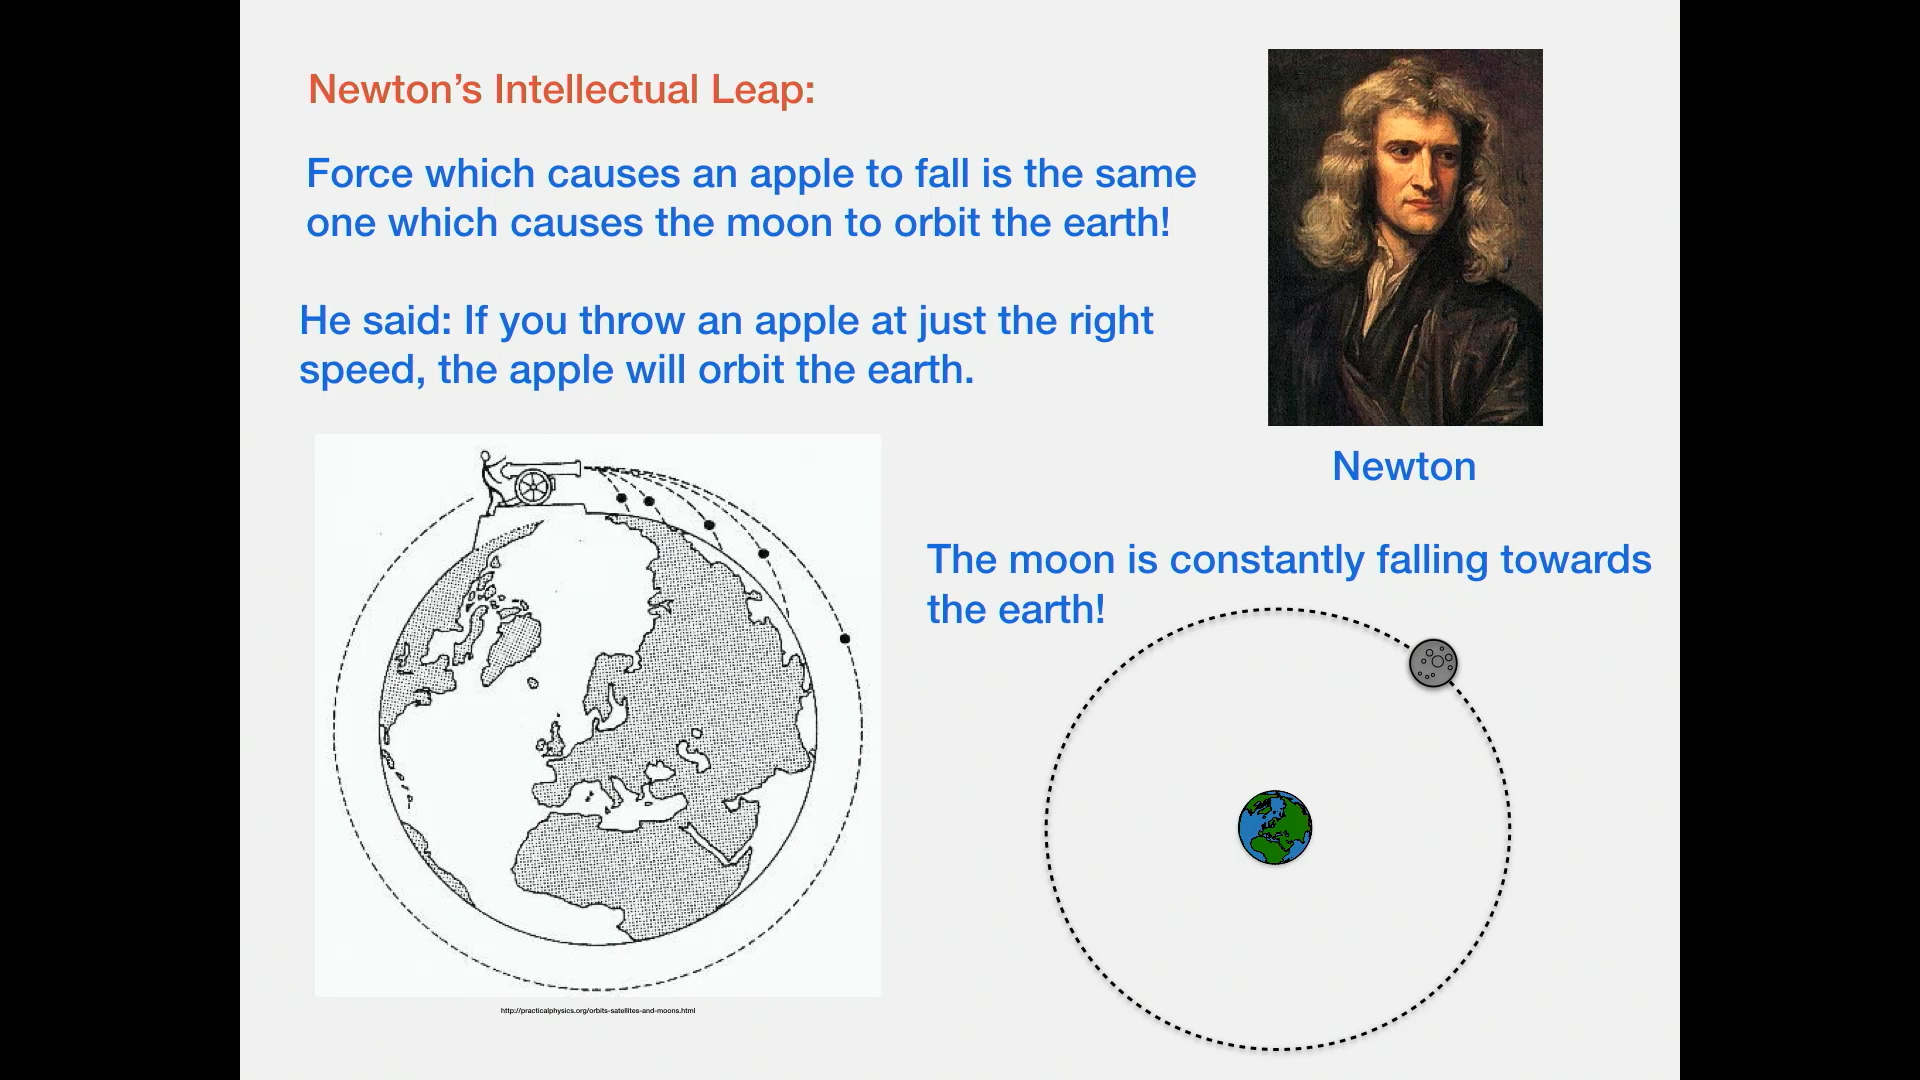 Newton’s Intellectual Leap:
Force which causes an apple to fall is the same
one which causes the moon to orbit the earth!
He said: If you throw an apple at just the right
speed, the apple will orbit the earth.
Newton
The moon is constantly falling towards
the earth!
http://practicalphysics.org/orbits-satellites-and-moons.html